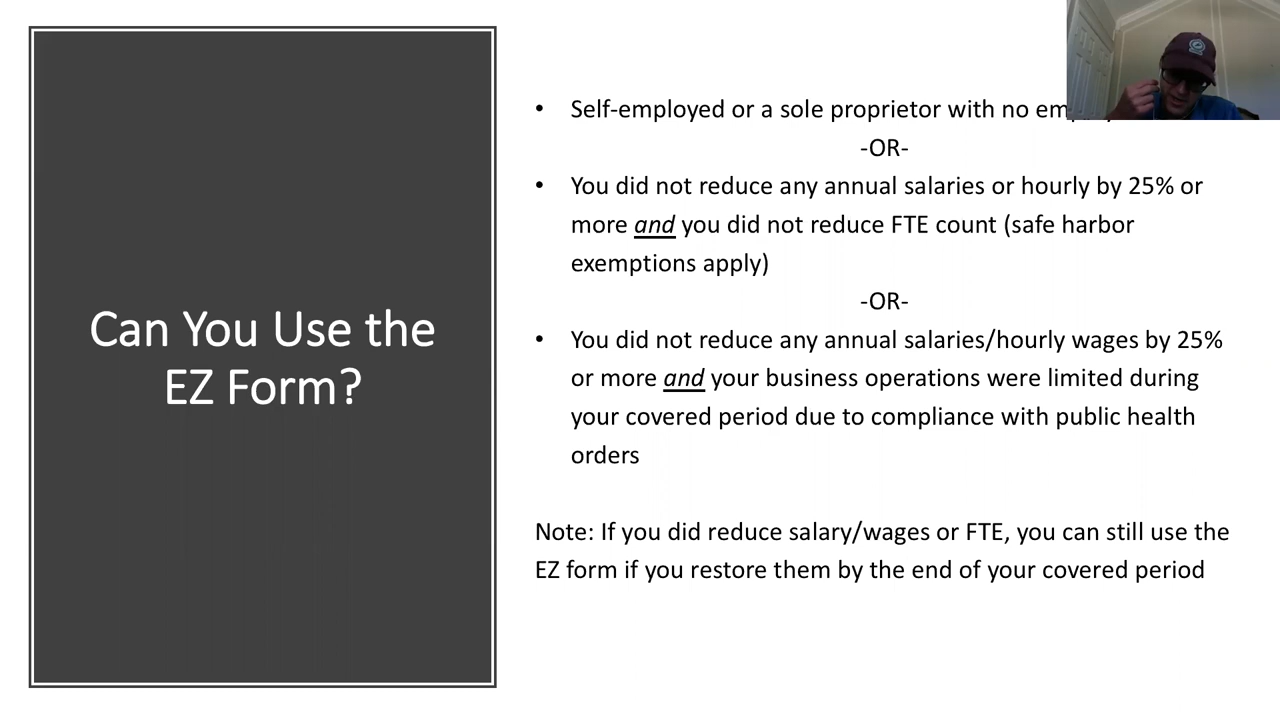 Can You Use the
EZ Form?
• Self-employed or a sole proprietor with no
-OR-
• You did not reduce any annual salaries or hourly by 25% or
more and you did not reduce FTE count (safe harbor
exemptions apply)
-OR-
• You did not reduce any annual salaries/hourly wages by 25%
or more and your business operations were limited during
your covered period due to compliance with public health
orders
Note: If you did reduce salary/wages or FTE, you can still use the
EZ form if you restore them by the end of your covered period